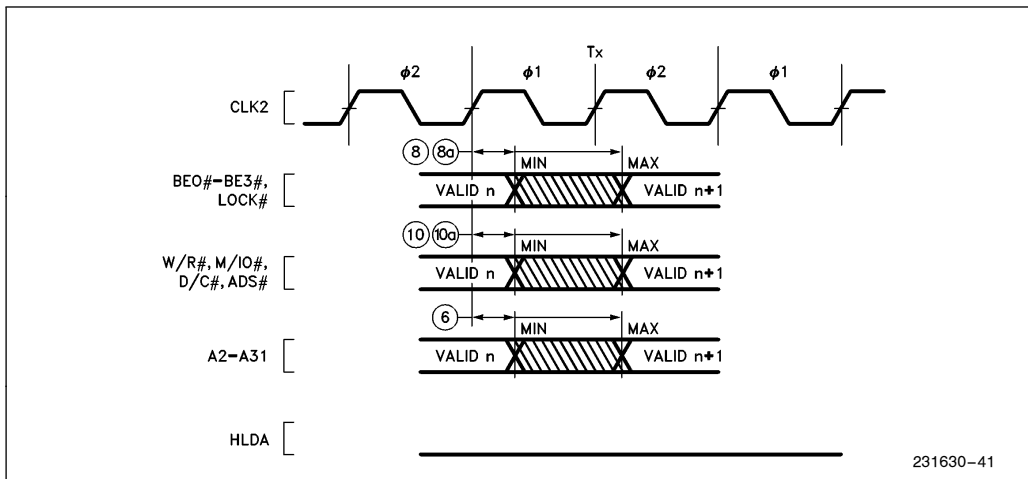 Tx
φ2 φ1 φ2 φ1
CLK2
8 8a
MIN MAX
BE0#–BE3#,
LOCK#
VALID n VALID n+1
10 10a
MIN MAX
W/R#, M/IO#,
D/C#, ADS#
VALID n VALID n+1
6
MIN MAX
A2–A31
VALID n VALID n+1
HLDA
231630–41